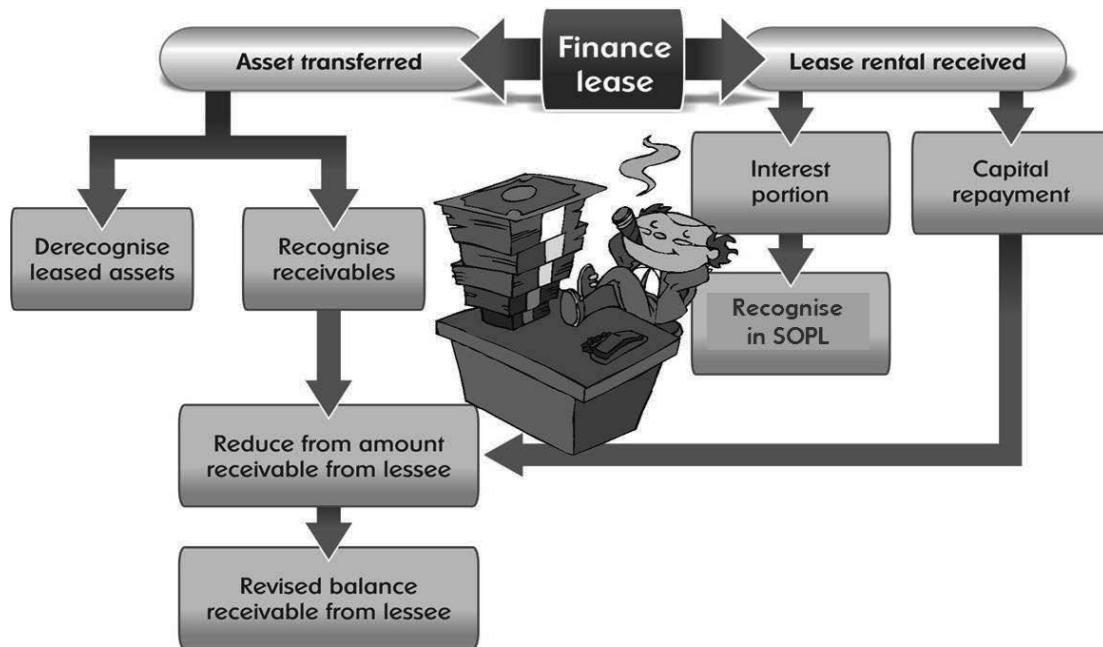 Finance
lease
Asset transferred
Lease rental received
Derecognise
leased assets
Recognise
receivables
Interest
portion
Capital
repayment
Recognise
in SOPL
Reduce from amount
receivable from lessee
Revised balance
receivable from lessee